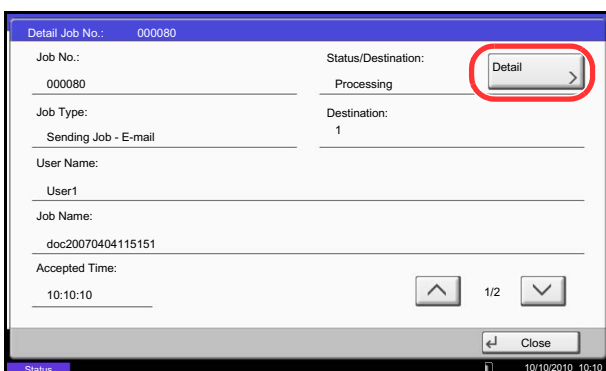 Detail Job No.: 000080
Job No.:
000080
Status/Destination:
Processing
Detail
Job Type:
Sending Job - E-mail
Destination:
1
User Name:
User1
Job Name:
doc20070404115151
Accepted Time:
10:10:10
1/2
Close
Status 10/10/2010 10:10